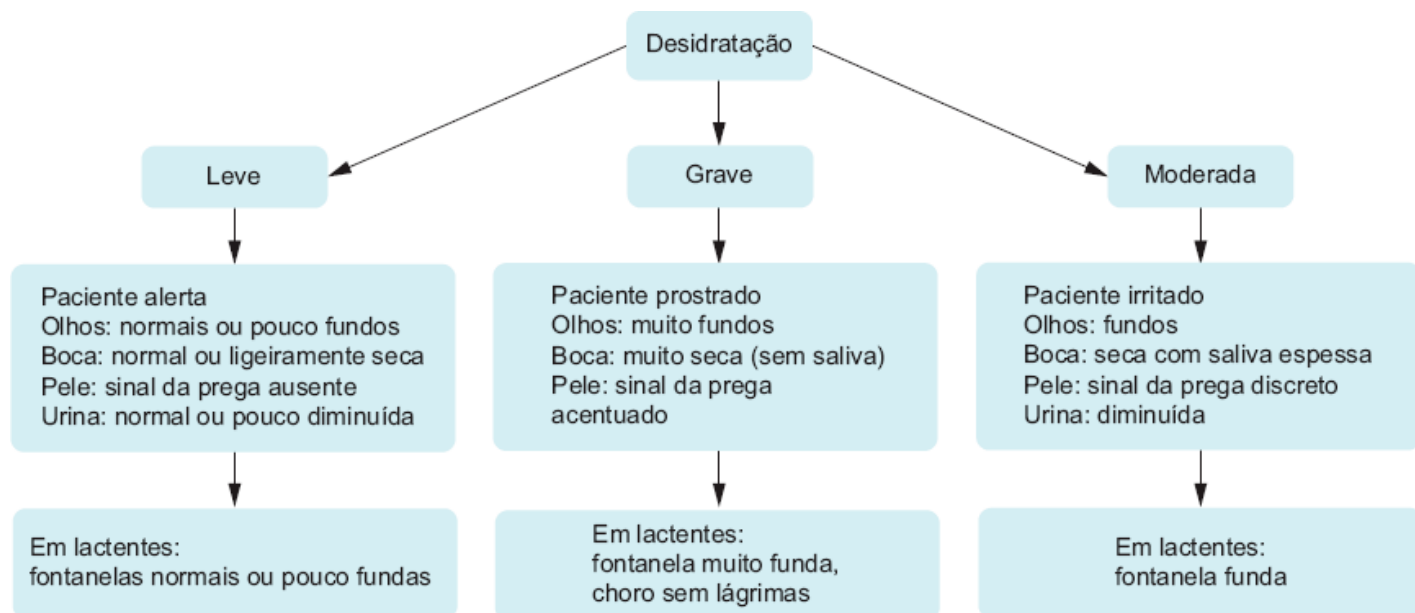 Desidratação
Leve
Grave
Moderada
Paciente alerta
Olhos: normais ou pouco fundos
Boca: normal ou ligeiramente seca
Pele: sinal da prega ausente
Urina: normal ou pouco diminuída
Paciente prostrado
Olhos: muito fundos
Boca: muito seca (sem saliva)
Pele: sinal da prega
acentuado
Paciente irritado
Olhos: fundos
Boca: seca com saliva espessa
Pele: sinal da prega discreto
Urina: diminuída
Em lactentes:
fontanelas normais ou pouco fundas
Em lactentes:
fontanela muito funda,
choro sem lágrimas
Em lactentes:
fontanela funda